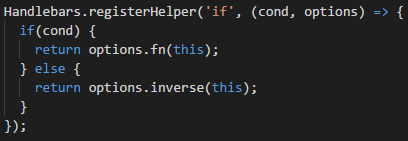 Handlebars.registerHelper('if', (cond, options) => {
  if(cond) {
    return options.fn(this);
  } else {
    return options.inverse(this);
  }
});